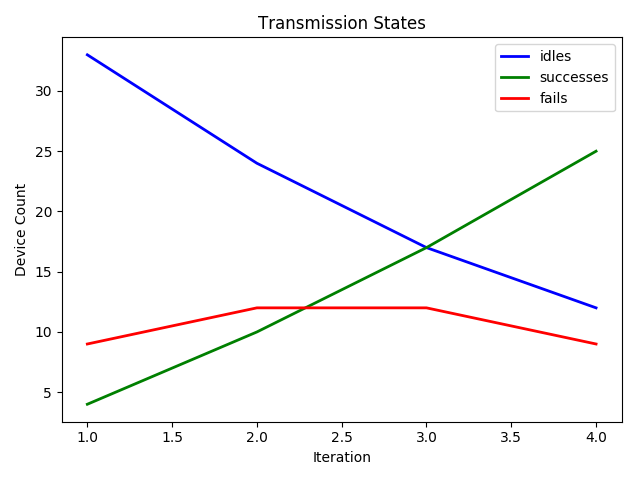 Transmission States
idles
successes
fails
Device Count
30
25
20
15
10
5
1.0 1.5 2.0 2.5 3.0 3.5 4.0
Iteration